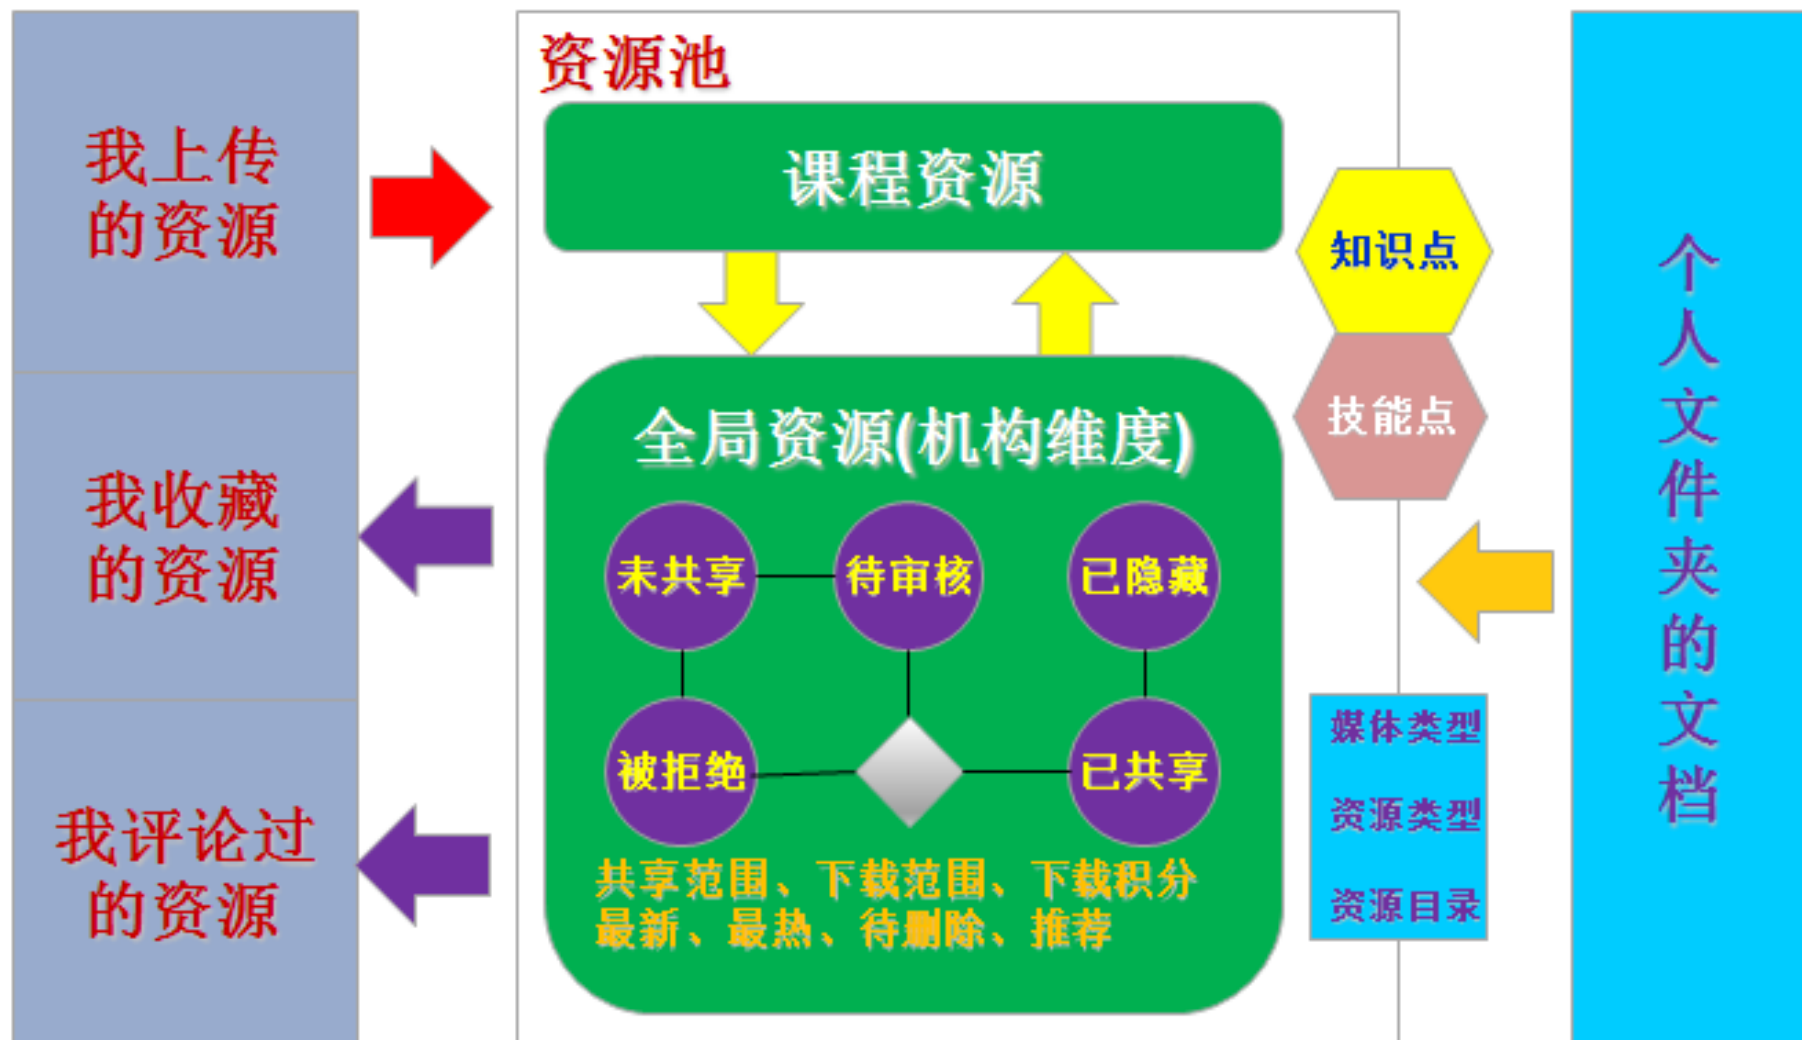 我上传
的资源
我收藏
的资源
我评论过
的资源
资源池
课程资源
全局资源(机构维度)
未共享
待审核
已隐藏
被拒绝
已共享
共享范围、下载范围、下载积分
最新、最热、待删除、推荐
知识点
技能点
媒体类型
资源类型
资源目录
个人文件夹的文档